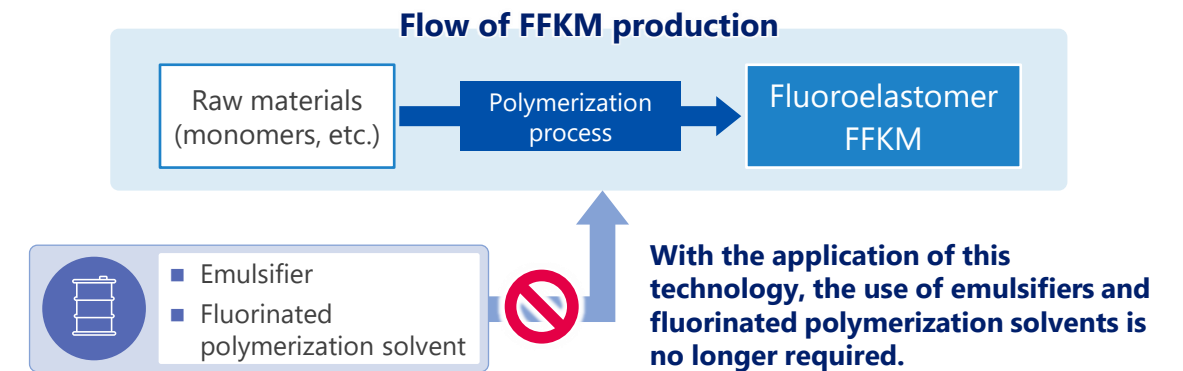 Flow of FFKM production
Raw materials
(monomers, etc.)
Polymerization
process
Fluoroelastomer
FFKM
Emulsifier
Fluorinated
polymerization solvent
With the application of this
technology, the use of emulsifiers and
fluorinated polymerization solvents is
no longer required.